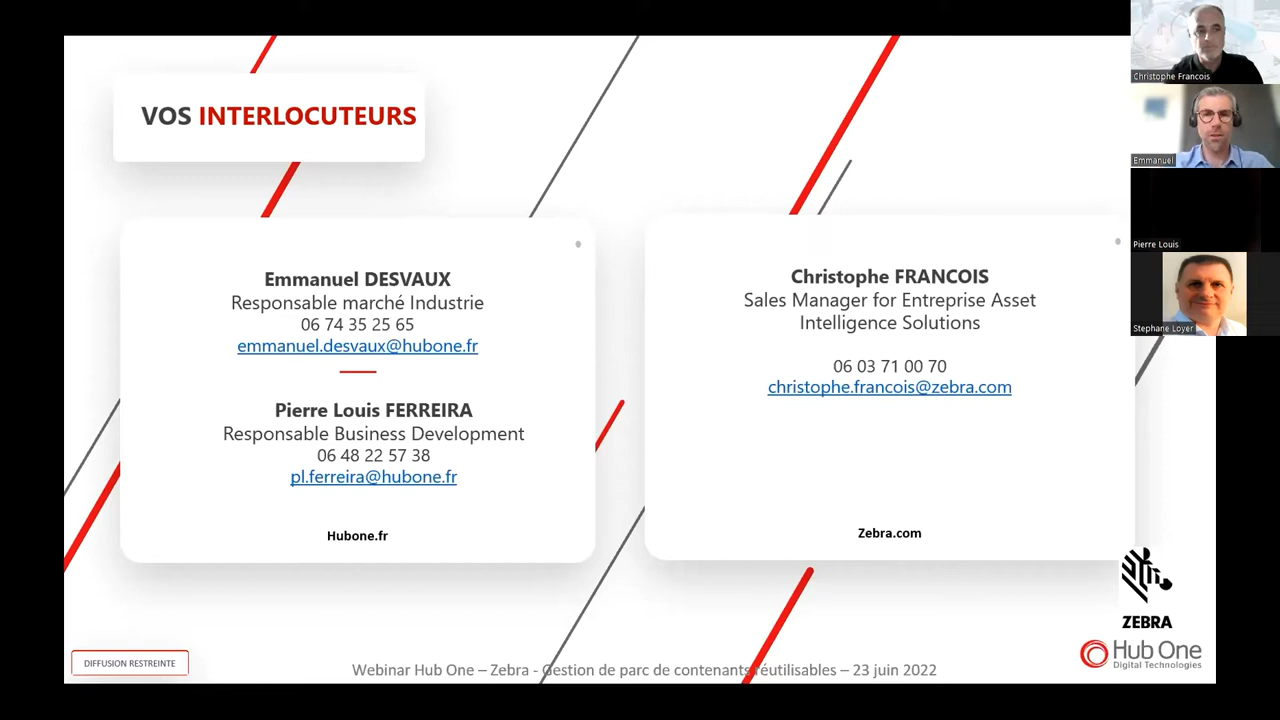 VOS INTERLOCUTEURS
Emmanuel DESVAUX
Responsable marché Industrie
06 74 35 25 65
emmanuel.desvaux@hubone.fr
Pierre Louis FERREIRA
Responsable Business Development
06 48 22 57 38
pl.ferreira@hubone.fr
Hubone.fr
Christophe FRANCOIS
Sales Manager for Entreprise Asset
Intelligence Solutions
06 03 71 00 70
christophe.francois@zebra.com
Zebra.com
Christophe Francois
Emmanuel
Pierre Louis
Stephane Loyer
ZEBRA
Hub One
Digital Technologies
DIFFUSION RESTREINTE
Webinar Hub One – Zebra - Gestion de parc de contenants réutilisables – 23 juin 2022